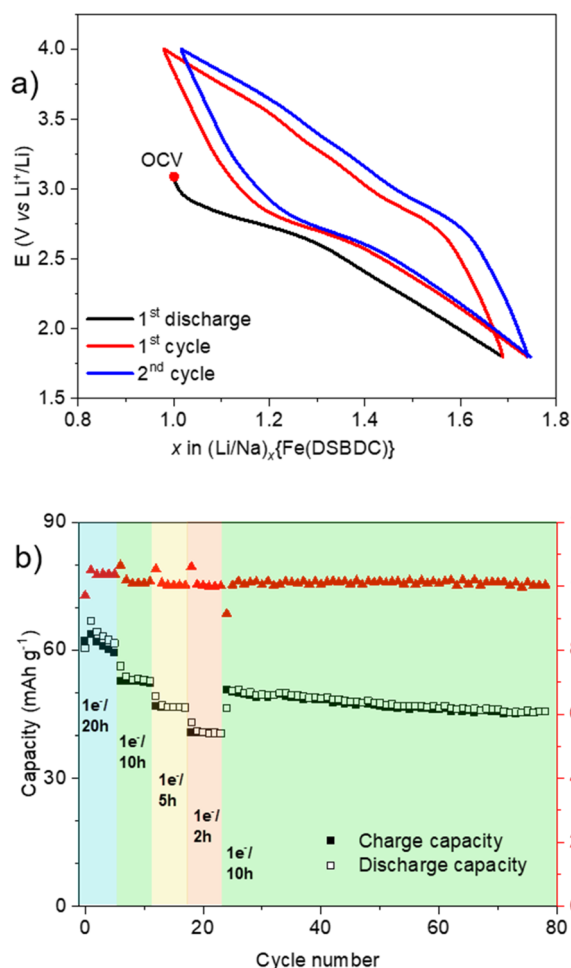 a)
4.0
3.5
3.0
2.5
2.0
1.5
E (V vs Li⁺/Li)
OCV
1ˢᵗ discharge
1ˢᵗ cycle
2ⁿᵈ cycle
0.8 1.0 1.2 1.4 1.6 1.8
x in (Li/Na)ₓ{Fe(DSBDC)}
b)
90
60
30
0
Capacity (mAh g⁻¹)
1e⁻/
20h
1e⁻/
10h
1e⁻/
5h
1e⁻/
2h
1e⁻/
10h
Charge capacity
Discharge capacity
0 20 40 60 80
Cycle number